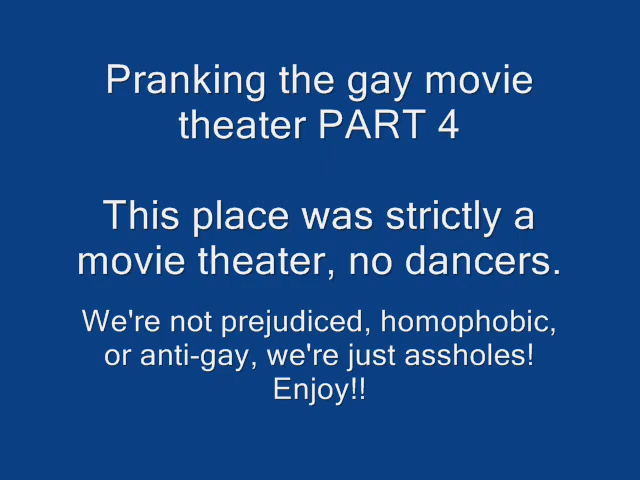 Pranking the gay movie
theater PART 4
This place was strictly a
movie theater, no dancers.
We're not prejudiced, homophobic,
or anti-gay, we're just assholes!
Enjoy!!